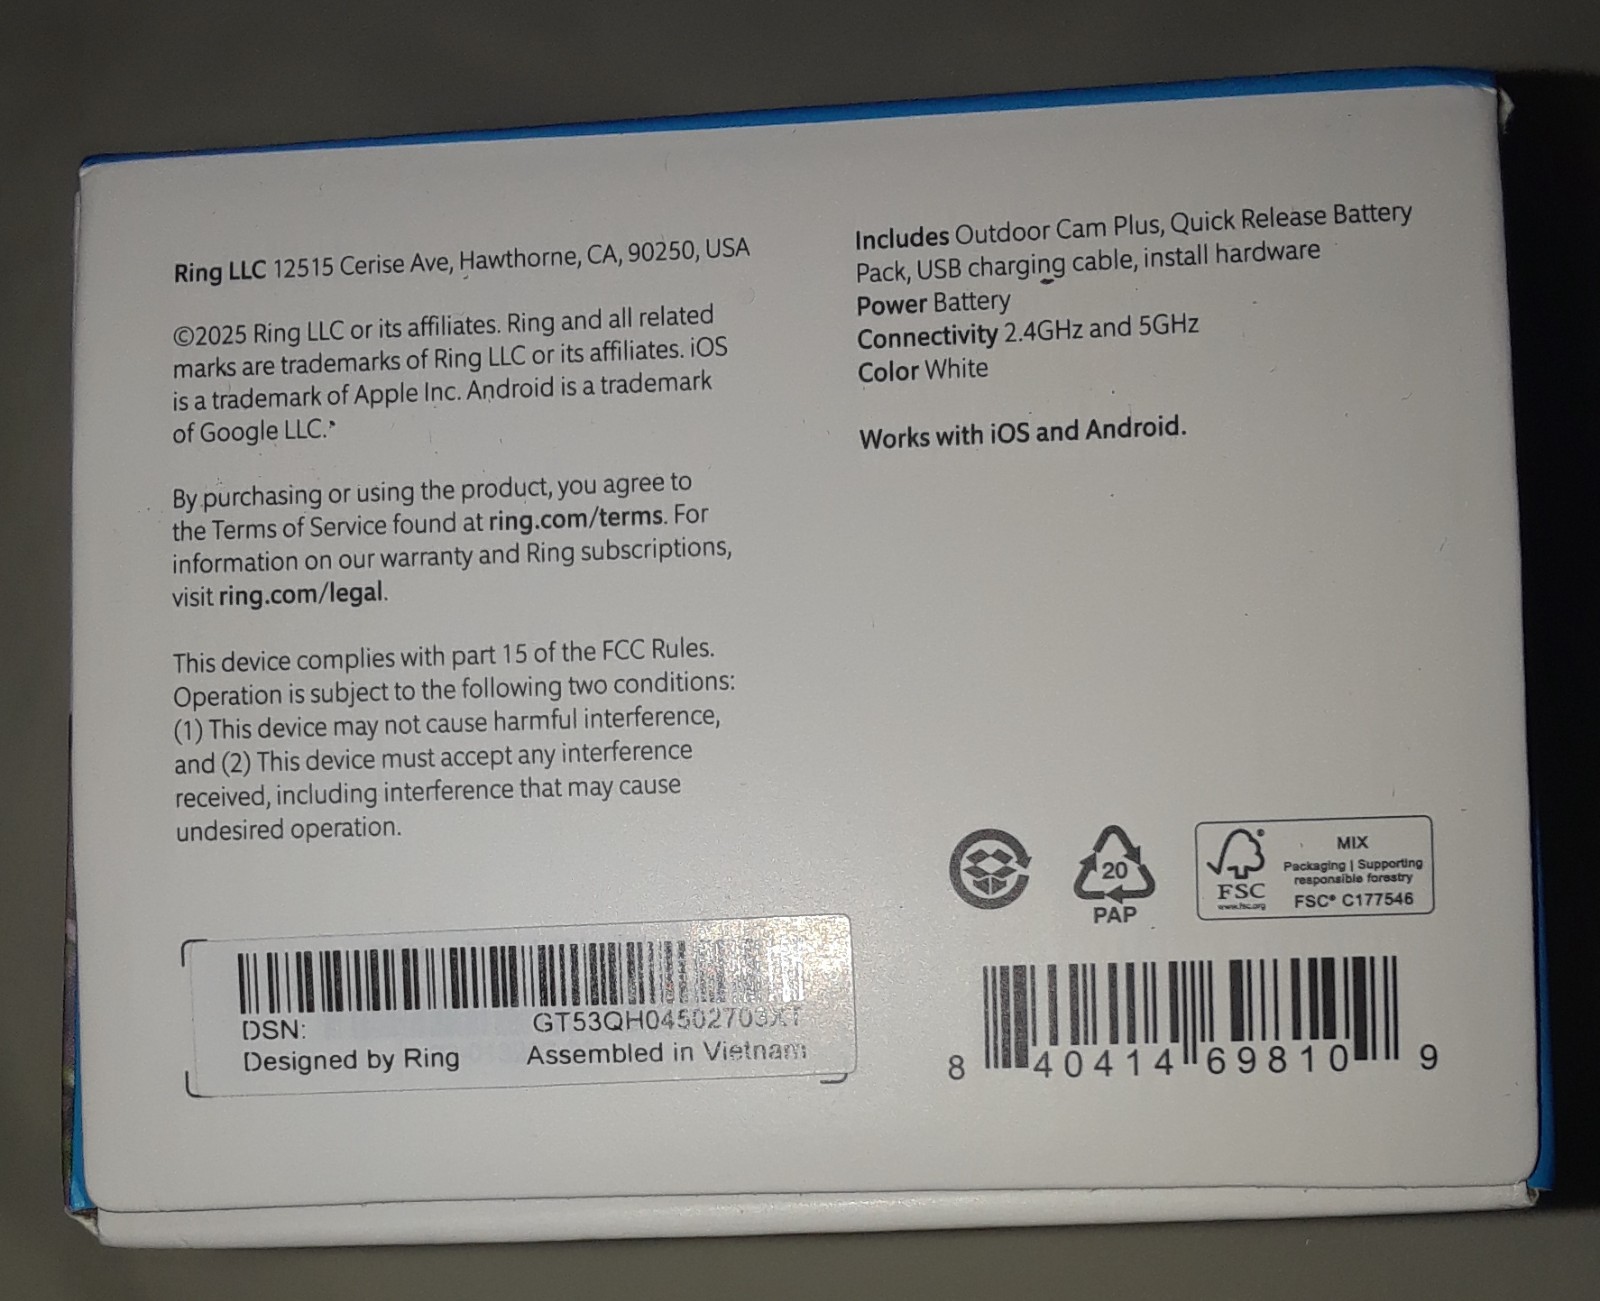 Ring LLC 12515 Cerise Ave, Hawthorne, CA, 90250, USA
©2025 Ring LLC or its affiliates. Ring and all related
marks are trademarks of Ring LLC or its affiliates. iOS
is a trademark of Apple Inc. Android is a trademark
of Google LLC.
By purchasing or using the product, you agree to
the Terms of Service found at ring.com/terms. For
information on our warranty and Ring subscriptions,
visit ring.com/legal.
This device complies with part 15 of the FCC Rules.
Operation is subject to the following two conditions:
(1) This device may not cause harmful interference,
and (2) This device must accept any interference
received, including interference that may cause
undesired operation.
DSN: GT53QH04502703XT
Designed by Ring Assembled in Vietnam
Includes Outdoor Cam Plus, Quick Release Battery
Pack, USB charging cable, install hardware
Power Battery
Connectivity 2.4GHz and 5GHz
Color White
Works with iOS and Android.
20
PAP
FSC
www.fsc.org
MIX
Packaging | Supporting
responsible forestry
FSC® C177546
8 40414 69810 9